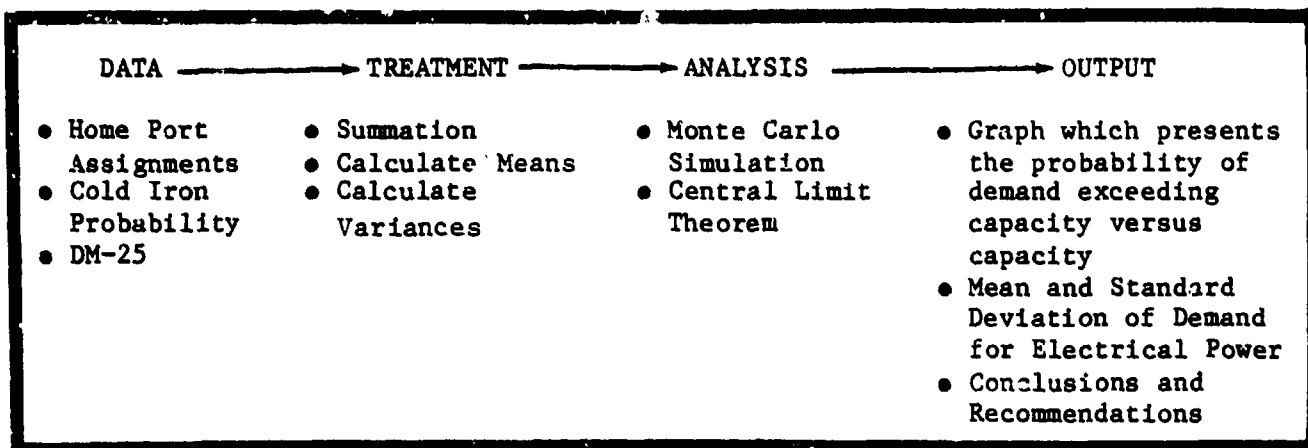 DATA → TREATMENT → ANALYSIS → OUTPUT
● Home Port
Assignments
● Cold Iron
Probability
● DM-25
● Summation
● Calculate Means
● Calculate
Variances
● Monte Carlo
Simulation
● Central Limit
Theorem
● Graph which presents
the probability of
demand exceeding
capacity versus
capacity
● Mean and Standard
Deviation of Demand
for Electrical Power
● Conclusions and
Recommendations